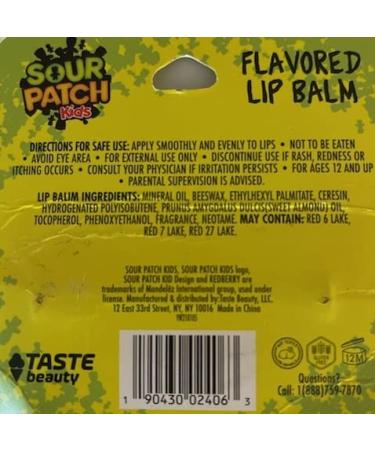 SOUR PATCH Kids
FLAVORED
LIP BALM
DIRECTIONS FOR SAFE USE: APPLY SMOOTHLY AND EVENLY TO LIPS • NOT TO BE EATEN
• AVOID EYE AREA • FOR EXTERNAL USE ONLY • DISCONTINUE USE IF RASH, REDNESS OR
ITCHING OCCURS • CONSULT YOUR PHYSICIAN IF IRRITATION PERSISTS • FOR AGES 12 AND UP
• PARENTAL SUPERVISION IS ADVISED.
LIP BALIM INGREDIENTS: MINERAL OIL, BEESWAX, ETHYLHEXYL PALMITATE, CERESIN,
HYDROGENATED POLYISOBUTENE, PRUNUS AMYGDALUS DULCIS(SWEET ALMOND) OIL,
TOCOPHEROL, PHENOXYETHANOL, FRAGRANCE, NEOTAME. MAY CONTAIN: RED 6 LAKE,
RED 7 LAKE, RED 27 LAKE.
SOUR PATCH KIDS, SOUR PATCH KIDS logo,
SOUR PATCH KID Design and REDBERRY are
trademarks of Mondelēz International group, used under
license. Manufactured & distributed by:Taste Beauty, LLC.
12 East 33rd Street, NY, NY 10016 Made in China
TASTE
beauty
12M
Questions?
Call: 1(888)759-7870
1 90430 02406 3